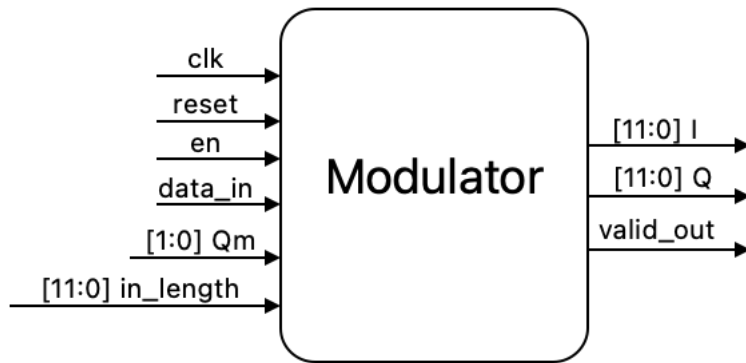 clk
reset
en
data_in
[1:0] Qm
[11:0] in_length
Modulator
[11:0] I
[11:0] Q
valid_out